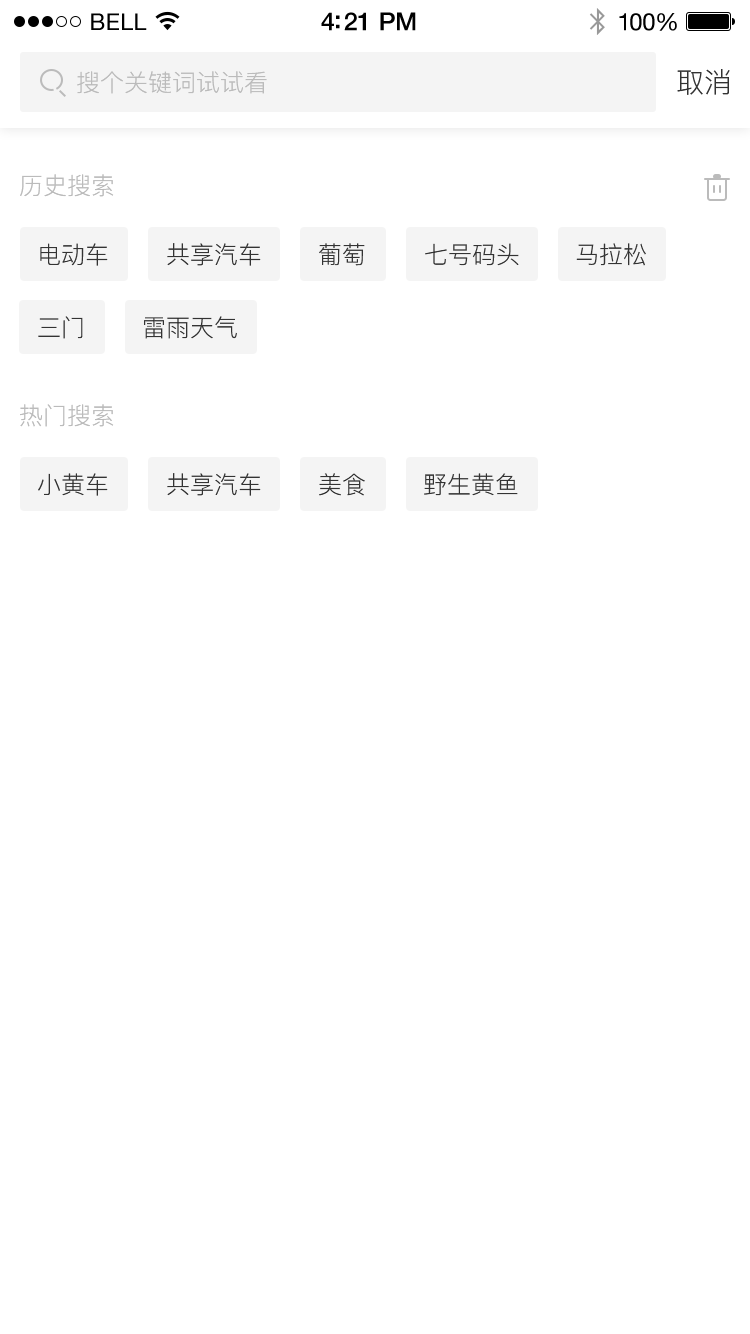 BELL 4:21 PM 100%
搜个关键词试试看 取消
历史搜索
电动车 共享汽车 葡萄 七号码头 马拉松
三门 雷雨天气
热门搜索
小黄车 共享汽车 美食 野生黄鱼